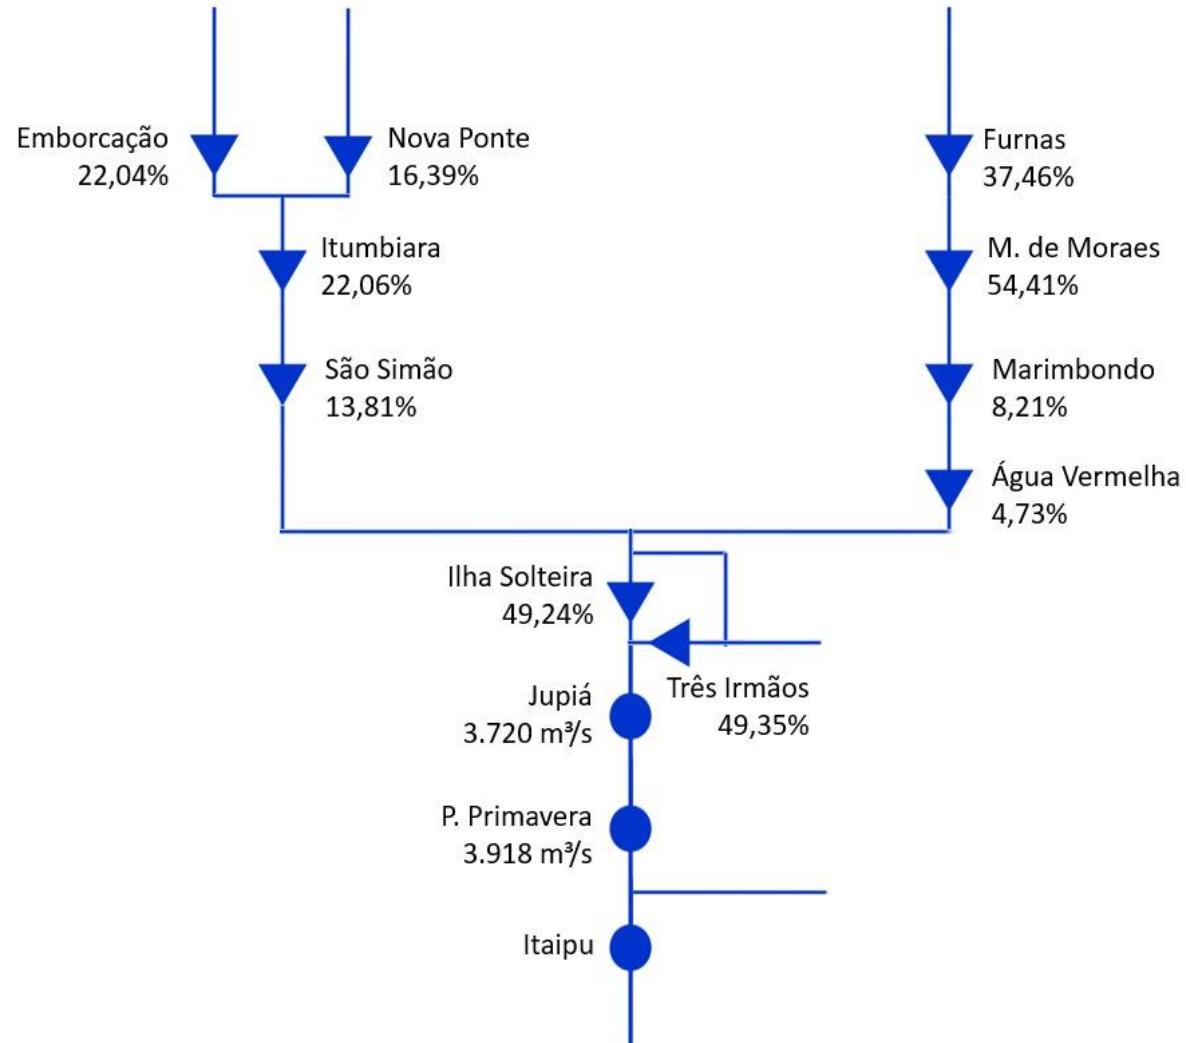 Emborcação
22,04%
Nova Ponte
16,39%
Furnas
37,46%
Itumbiara
22,06%
M. de Moraes
54,41%
São Simão
13,81%
Marimbondo
8,21%
Água Vermelha
4,73%
Ilha Solteira
49,24%
Três Irmãos
49,35%
Jupiá
3.720 m³/s
P. Primavera
3.918 m³/s
Itaipu